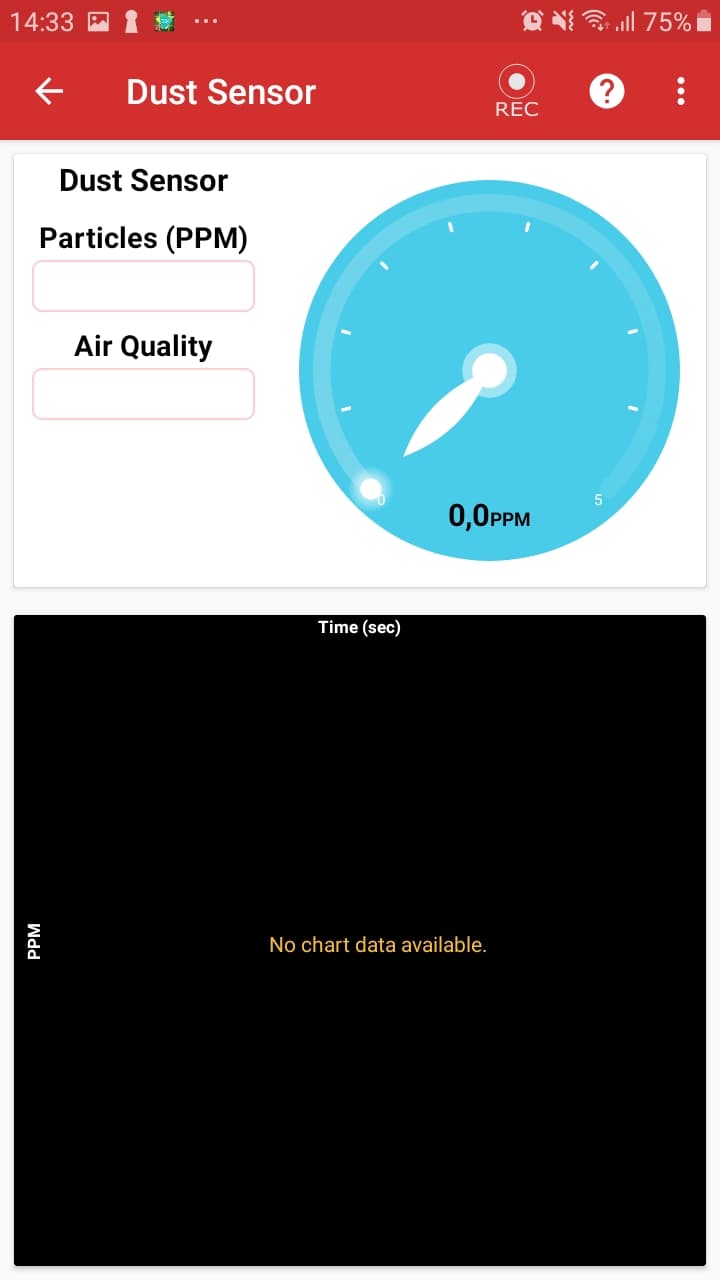 14:33 75%
Dust Sensor
REC
?
Dust Sensor
Particles (PPM)
Air Quality
0
5
0,0PPM
Time (sec)
PPM
No chart data available.